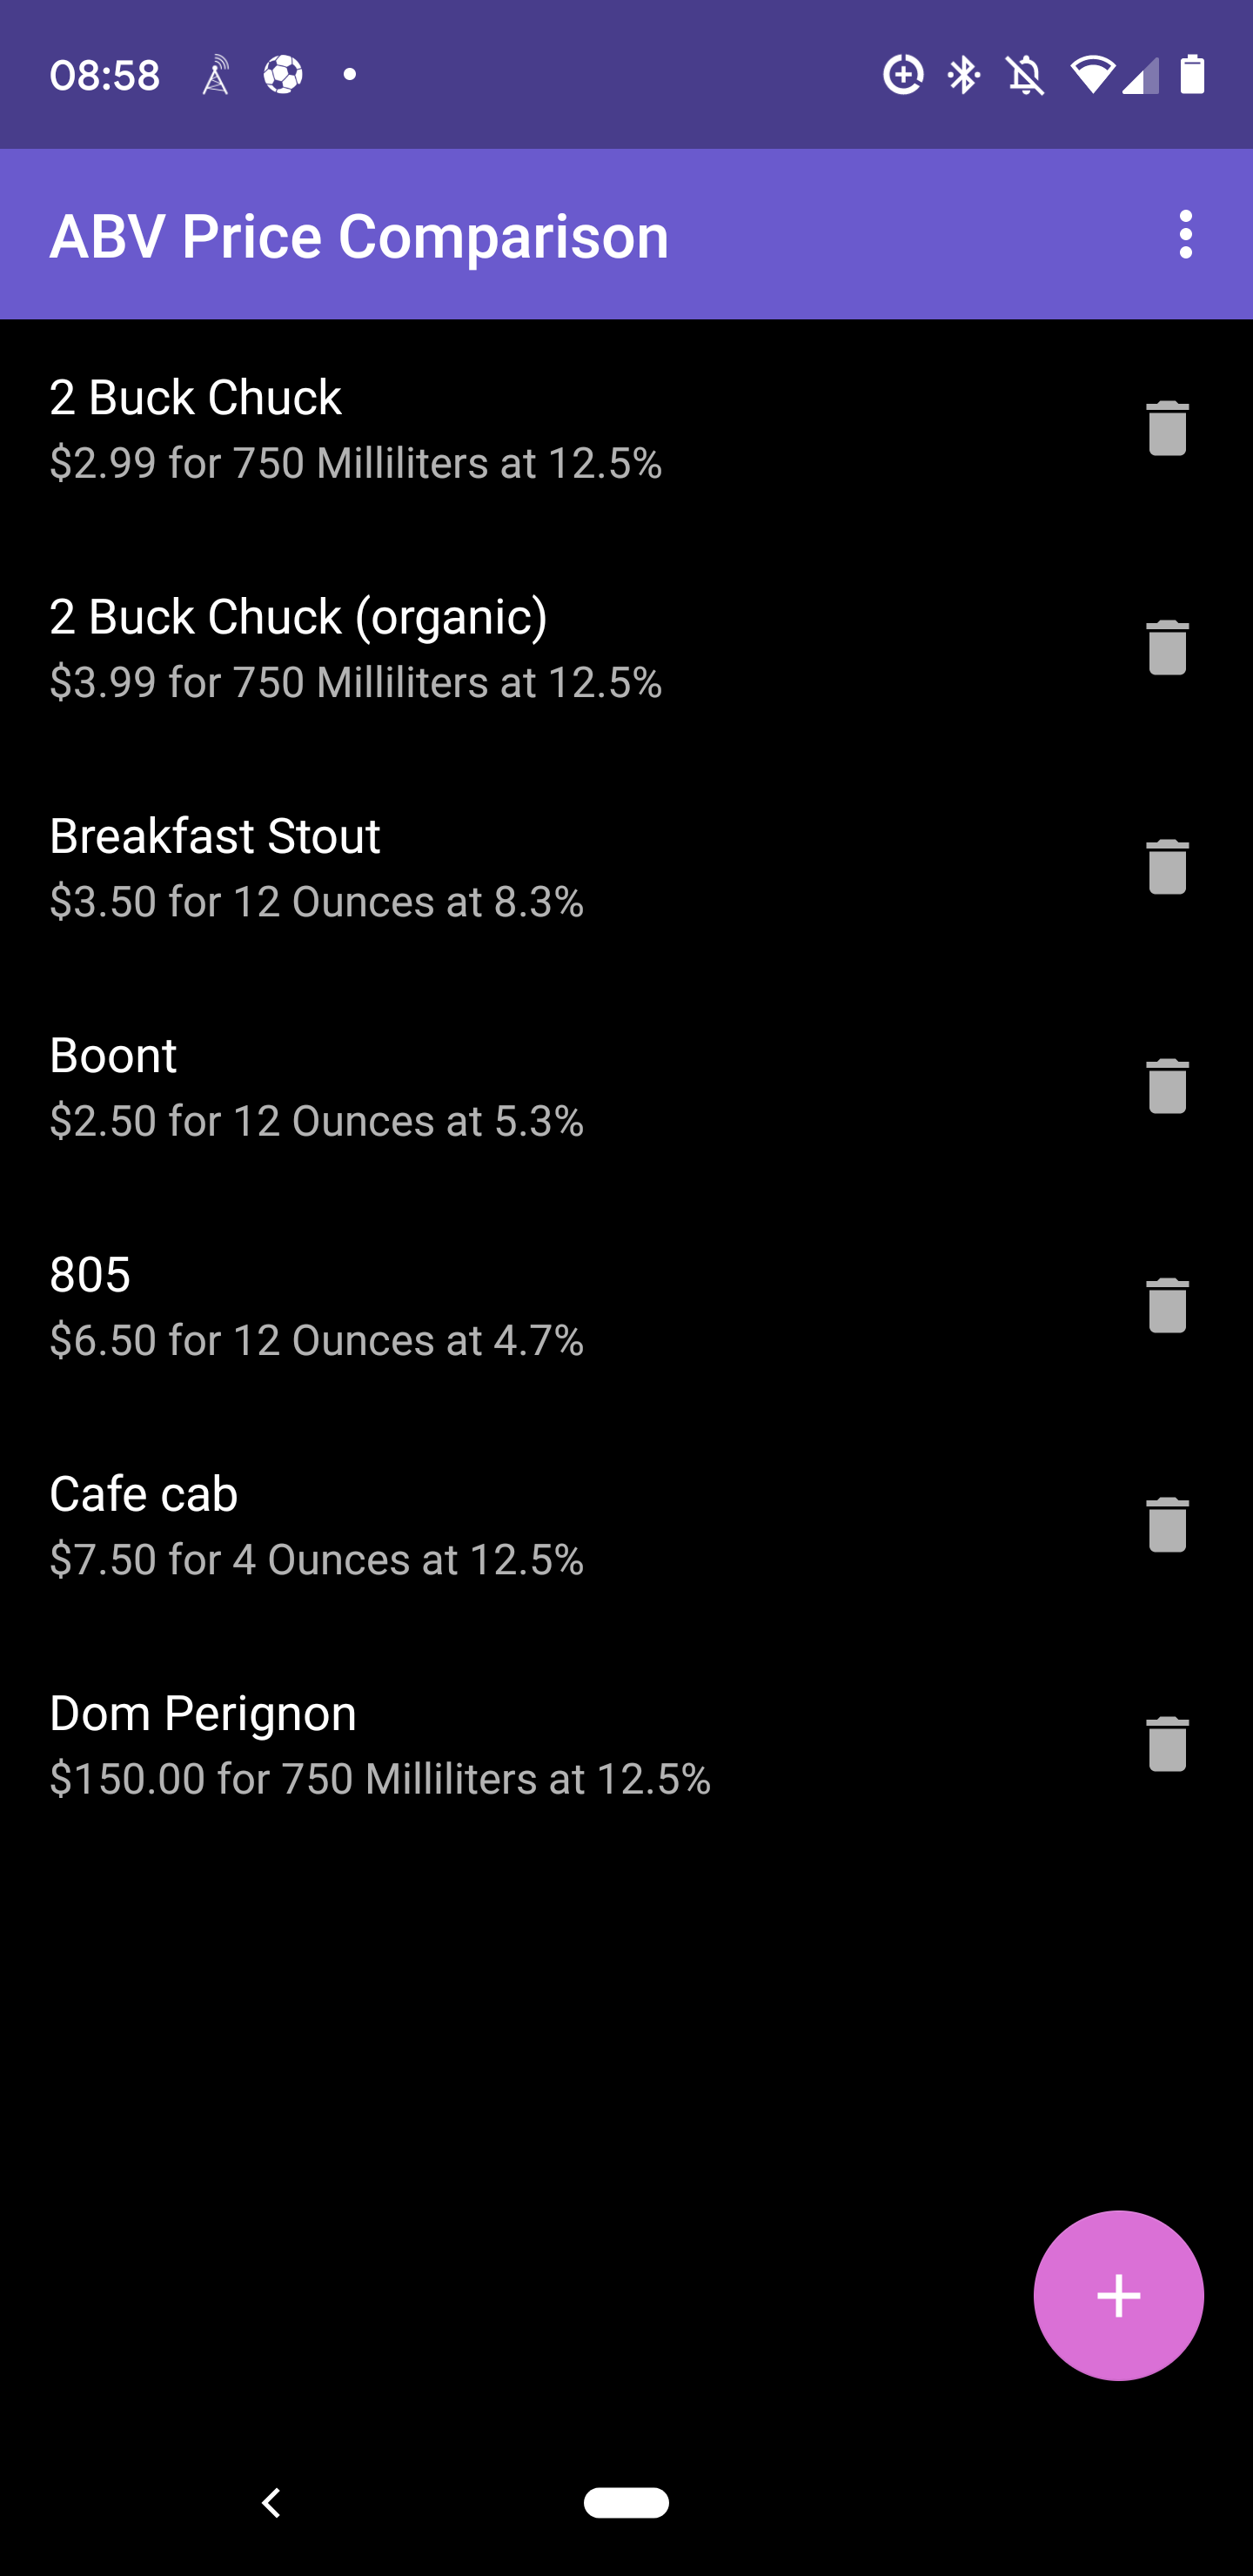 08:58
ABV Price Comparison
2 Buck Chuck
$2.99 for 750 Milliliters at 12.5%
2 Buck Chuck (organic)
$3.99 for 750 Milliliters at 12.5%
Breakfast Stout
$3.50 for 12 Ounces at 8.3%
Boont
$2.50 for 12 Ounces at 5.3%
805
$6.50 for 12 Ounces at 4.7%
Cafe cab
$7.50 for 4 Ounces at 12.5%
Dom Perignon
$150.00 for 750 Milliliters at 12.5%